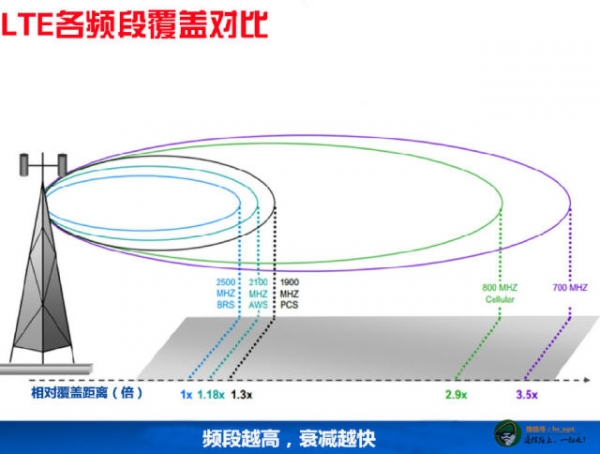 LTE各频段覆盖对比
2500
MHZ
BRS
2100
MHZ
AWS
1900
MHZ
PCS
800 MHZ
Cellular
700 MHZ
相对覆盖距离（倍）
1x
1.18x
1.3x
2.9x
3.5x
频段越高，衰减越快